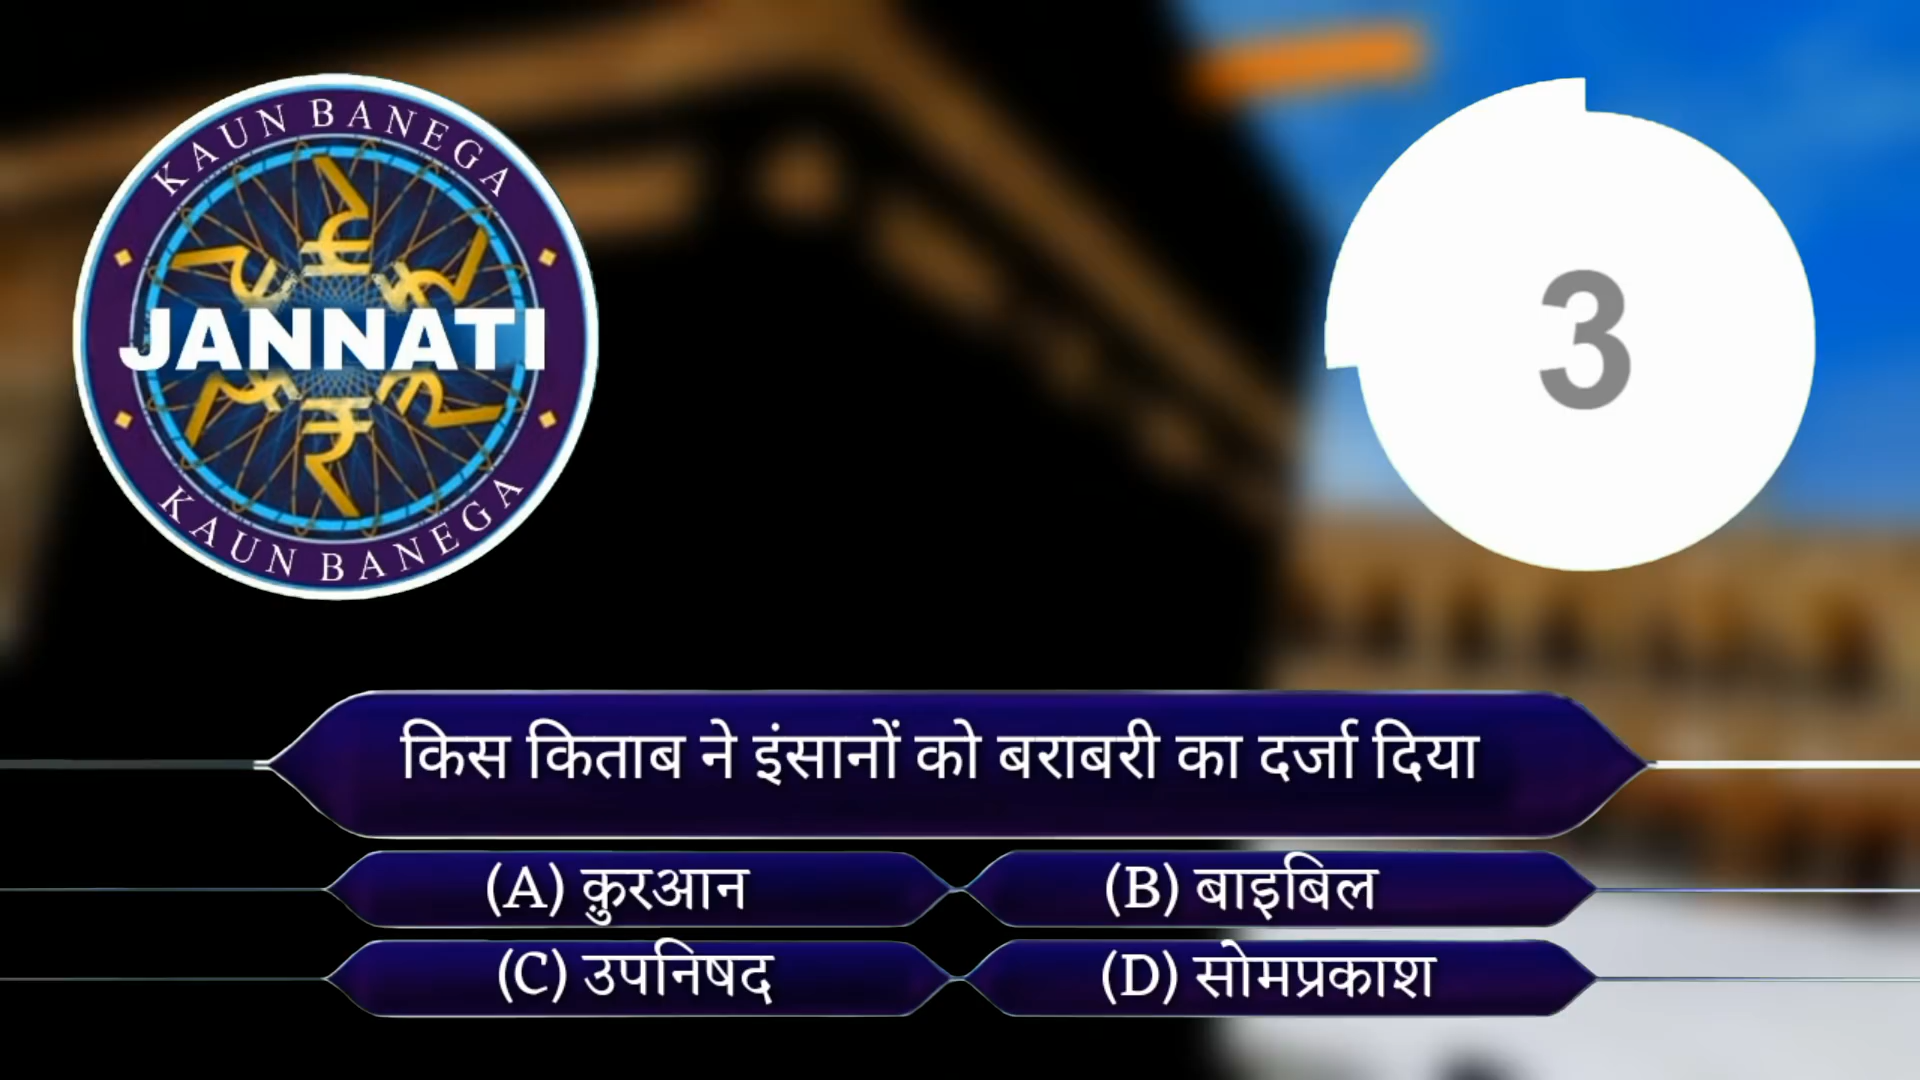 KAUN BANEGA
JANNATI
KAUN BANEGA
3
किस किताब ने इंसानों को बराबरी का दर्जा दिया
(A) क़ुरआन
(B) बाइबिल
(C) उपनिषद
(D) सोमप्रकाश